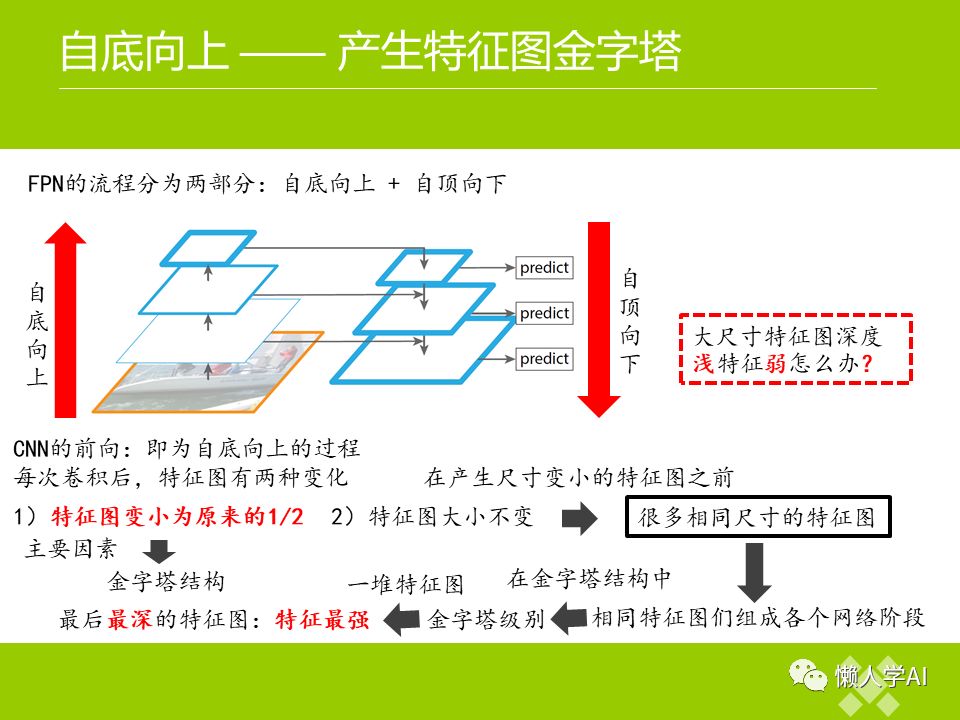 自底向上 —— 产生特征图金字塔
FPN的流程分为两部分：自底向上 + 自顶向下
自底向上
predict
predict
predict
自顶向下
大尺寸特征图深度
浅特征弱怎么办？
CNN的前向：即为自底向上的过程
每次卷积后，特征图有两种变化
在产生尺寸变小的特征图之前
1）特征图变小为原来的1/2 2）特征图大小不变
很多相同尺寸的特征图
主要因素
金字塔结构
一堆特征图
在金字塔结构中
最后最深的特征图：特征最强
金字塔级别
相同特征图们组成各个网络阶段
懒人学AI